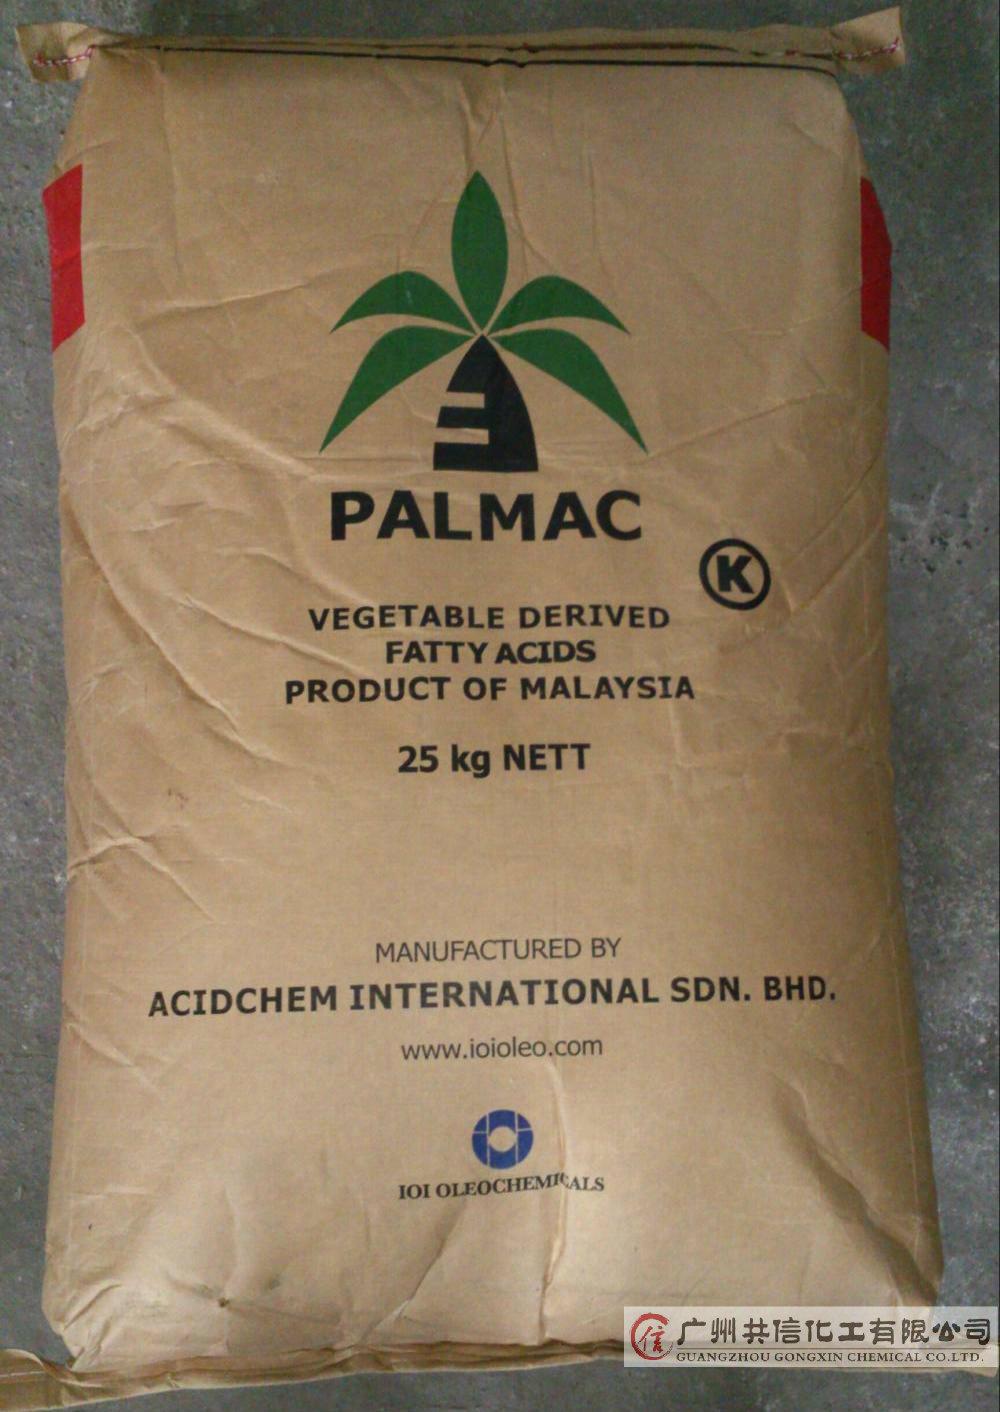 PALMAC
K
VEGETABLE DERIVED
FATTY ACIDS
PRODUCT OF MALAYSIA
25 kg NETT
MANUFACTURED BY
ACIDCHEM INTERNATIONAL SDN. BHD.
www.ioioleo.com
IOI OLEOCHEMICALS
信 广州共信化工有限公司
GUANGZHOU GONGXIN CHEMICAL CO.LTD.